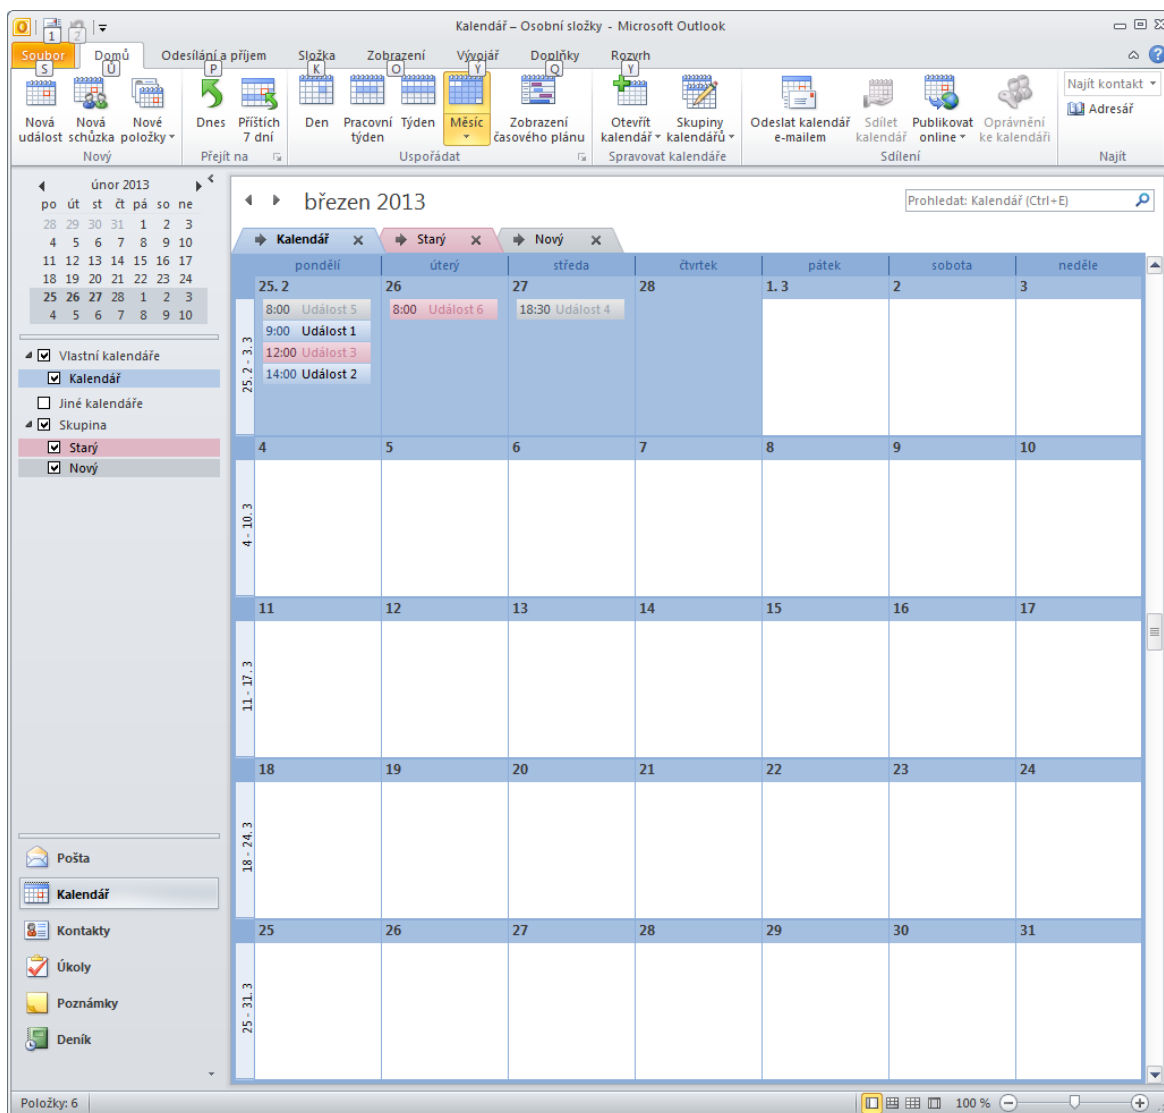 Kalendář – Osobní složky - Microsoft Outlook
1 2
Soubor Domů Odesílání a příjem Složka Zobrazení Vývojář Doplňky Rozvrh
S Ů P K O Ý Q Y
Nová událost
Nová schůzka
Nové položky
Nový
Dnes
Příštích 7 dní
Přejít na
Den
Pracovní týden
Týden
Měsíc
Zobrazení časového plánu
Uspořádat
Otevřít kalendář
Skupiny kalendářů
Spravovat kalendáře
Odeslat kalendář e-mailem
Sdílet kalendář
Publikovat online
Oprávnění ke kalendáři
Sdílení
Najít kontakt
Adresář
Najít
únor 2013
po út st čt pá so ne
28 29 30 31 1 2 3
4 5 6 7 8 9 10
11 12 13 14 15 16 17
18 19 20 21 22 23 24
25 26 27 28 1 2 3
4 5 6 7 8 9 10
Vlastní kalendáře
Kalendář
Jiné kalendáře
Skupina
Starý
Nový
Pošta
Kalendář
Kontakty
Úkoly
Poznámky
Deník
březen 2013
Prohledat: Kalendář (Ctrl+E)
Kalendář Starý Nový
pondělí úterý středa čtvrtek pátek sobota neděle
25. 2 - 3. 3
25. 2 26 27 28 1. 3 2 3
8:00 Událost 5 8:00 Událost 6 18:30 Událost 4
9:00 Událost 1
12:00 Událost 3
14:00 Událost 2
4 - 10. 3
4 5 6 7 8 9 10
11 - 17. 3
11 12 13 14 15 16 17
18 - 24. 3
18 19 20 21 22 23 24
25 - 31. 3
25 26 27 28 29 30 31
Položky: 6
100 %